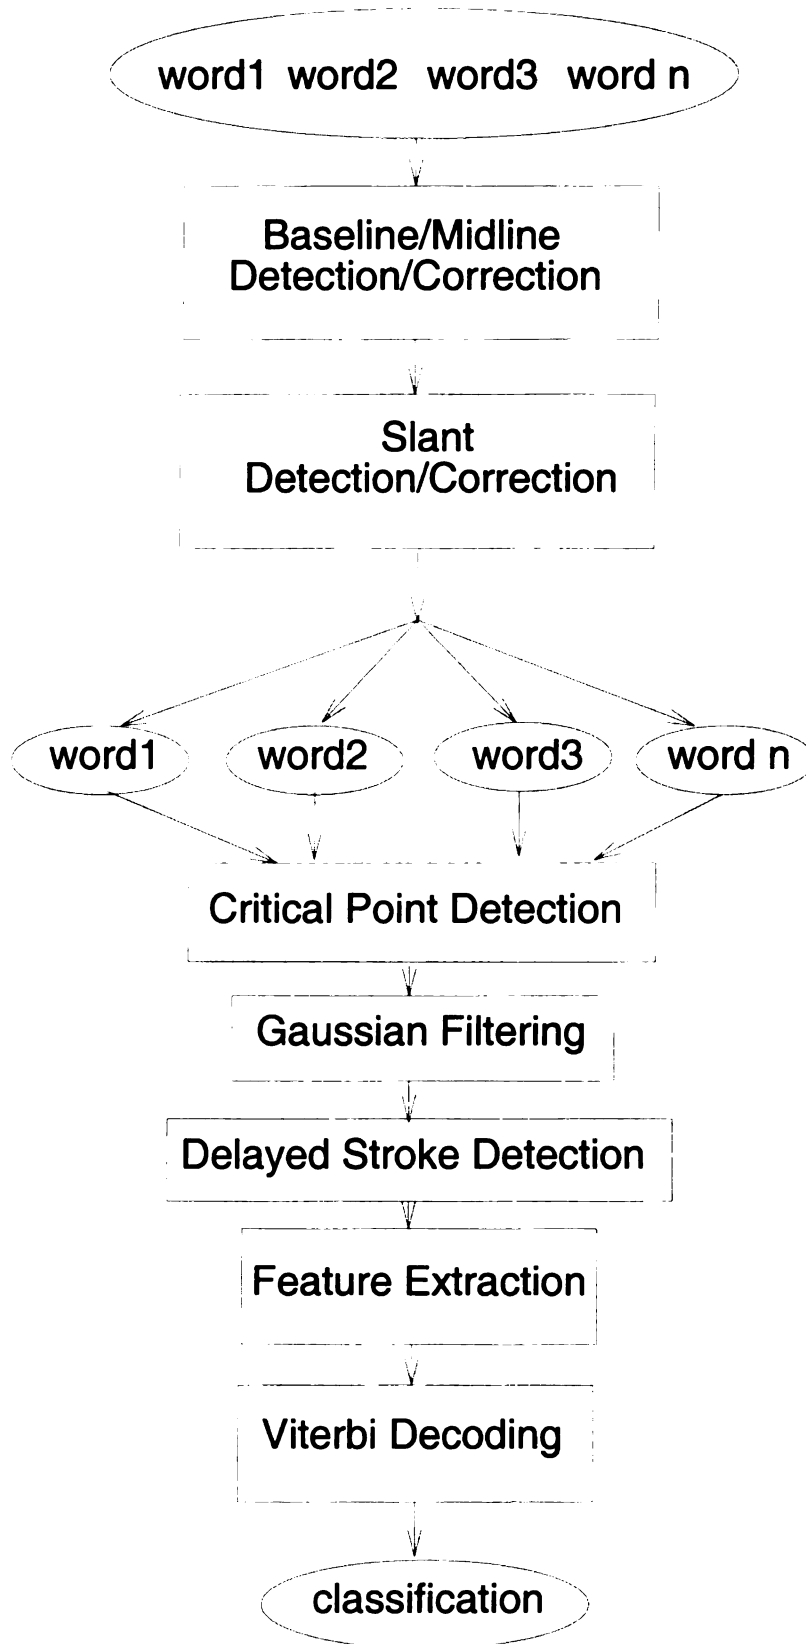 word1 word2 word3 word n
Baseline/Midline
Detection/Correction
Slant
Detection/Correction
word1 word2 word3 word n
Critical Point Detection
Gaussian Filtering
Delayed Stroke Detection
Feature Extraction
Viterbi Decoding
classification